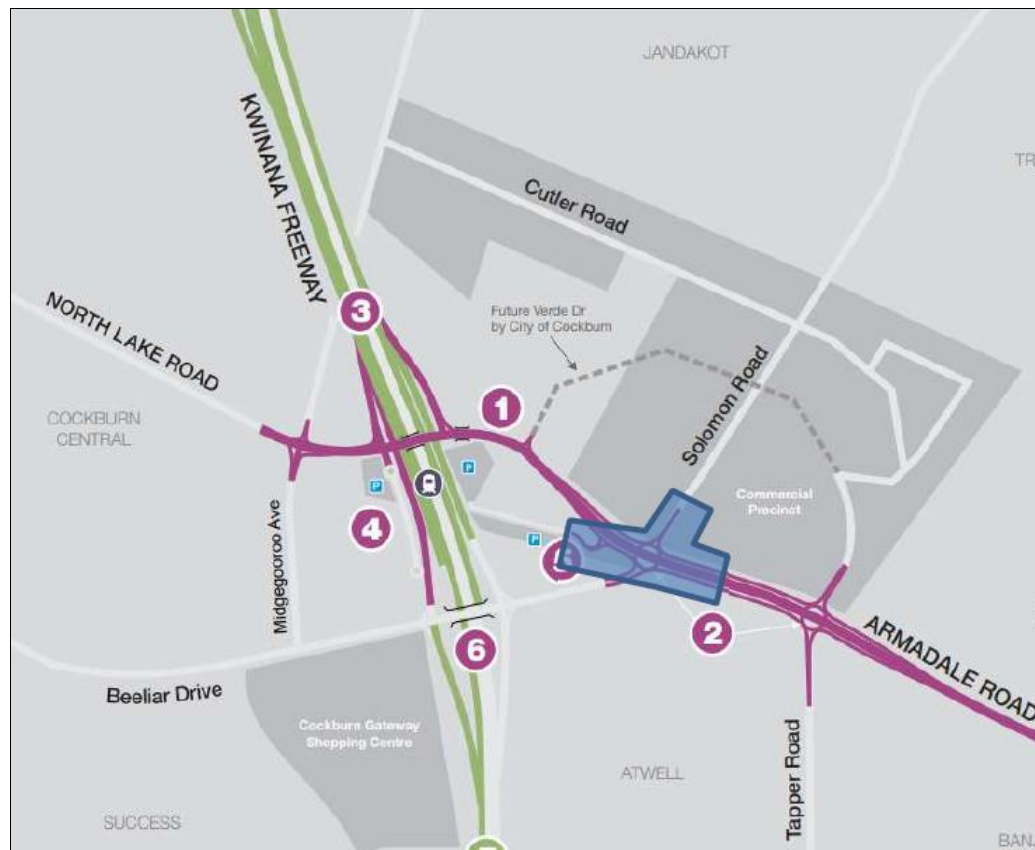 JANDAKOT
TR
KWINANA FREEWAY
Cutler Road
3
Future Verde Dr
by City of Cockburn
NORTH LAKE ROAD
Solomon Road
1
COCKBURN
CENTRAL
P
P
Commercial
Precinct
4
P
Midgegooroo Ave
2
6
ARMADALE ROAD
Beeliar Drive
Cockburn Gateway
Shopping Centre
Tapper Road
ATWELL
SUCCESS
BAN